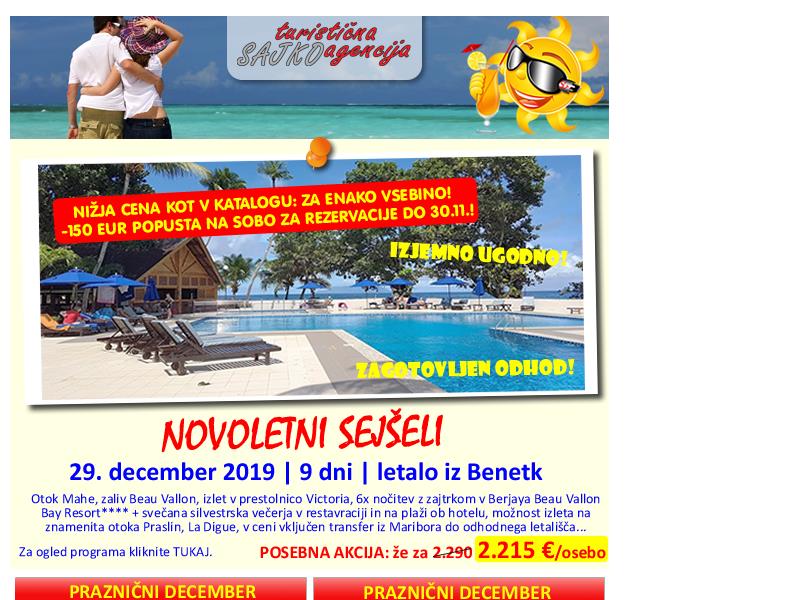 turistična
SAJKO agencija
NIŽJA CENA KOT V KATALOGU: ZA ENAKO VSEBINO!
-150 EUR POPUSTA NA SOBO ZA REZERVACIJE DO 30.11.!
IZJEMNO UGODNO!
ZAGOTOVLJEN ODHOD!
NOVOLETNI SEJŠELI
29. december 2019 | 9 dni | letalo iz Benetk
Otok Mahe, zaliv Beau Vallon, izlet v prestolnico Victoria, 6x nočitev z zajtrkom v Berjaya Beau Vallon
Bay Resort**** + svečana silvestrska večerja v restavraciji in na plaži ob hotelu, možnost izleta na
znamenita otoka Praslin, La Digue, v ceni vključen transfer iz Maribora do odhodnega letališča...
Za ogled programa kliknite TUKAJ.
POSEBNA AKCIJA: že za 2.290 2.215 €/osebo
PRAZNIČNI DECEMBER
PRAZNIČNI DECEMBER